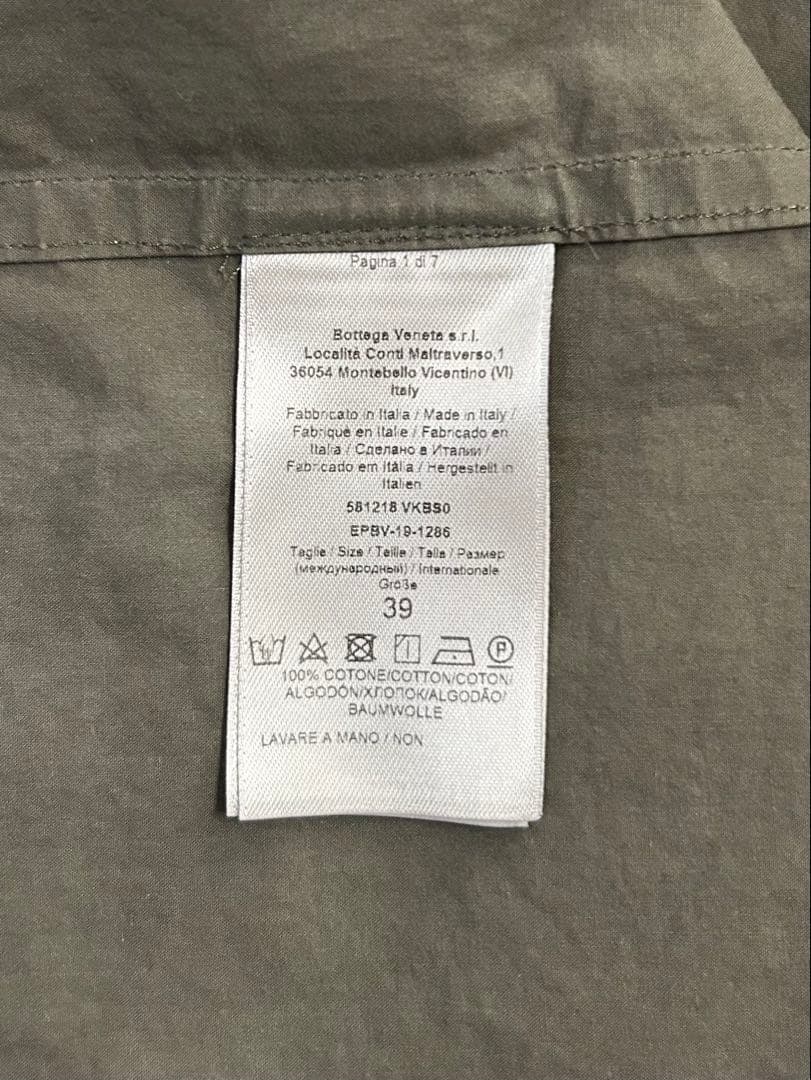 Pagina 1 di 7
Bottega Veneta s.r.l.
Località Conti Maltraverso,1
36054 Montebello Vicentino (VI)
Italy
Fabbricato in Italia / Made in Italy /
Fabriqué en Italie / Fabricado en
Italia / Сделано в Италии /
Fabricado em Itália / Hergestellt in
Italien
581218 VKBS0
EPBV-19-1286
Taglie / Size / Taille / Talla / Размер
(международный) / Internationale
Größe
39
P
100% COTONE/COTTON/COTON/
ALGODÓN/ХЛОПОК/ALGODÃO/
BAUMWOLLE
LAVARE A MANO / NON